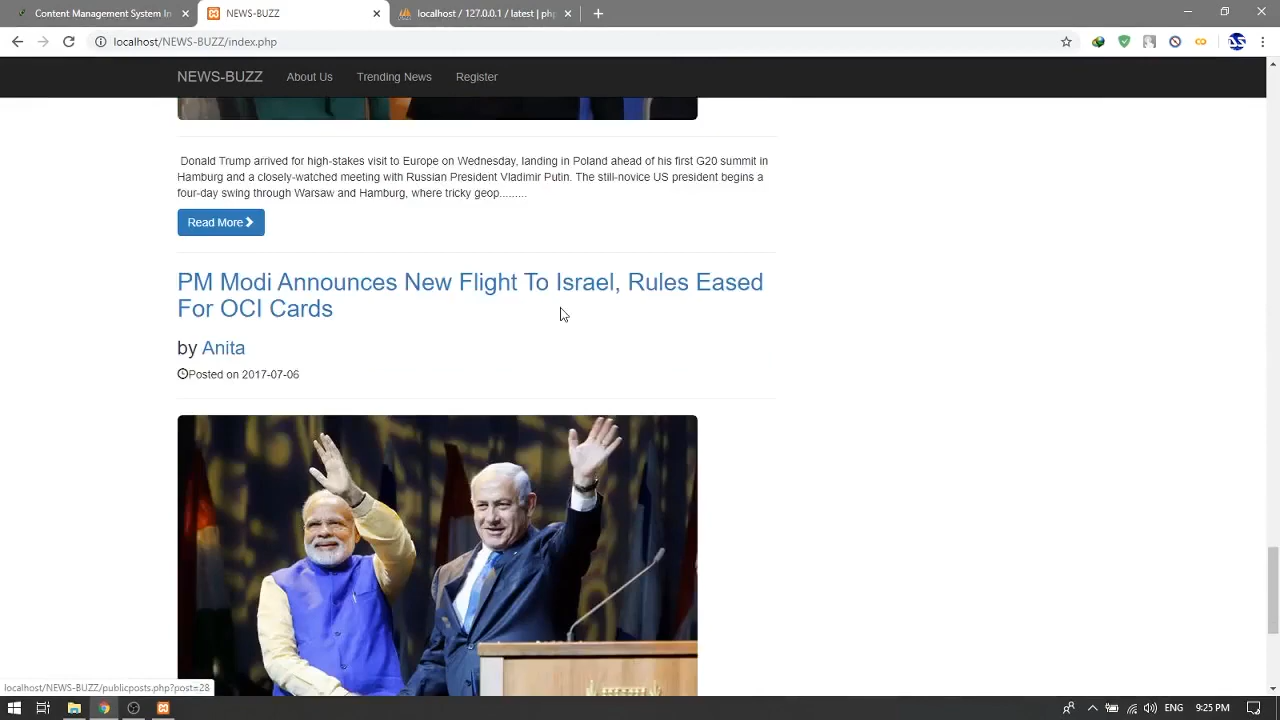 Content Management System In
NEWS-BUZZ
localhost / 127.0.0.1 / latest | php
localhost/NEWS-BUZZ/index.php
NEWS-BUZZ
About Us
Trending News
Register
Donald Trump arrived for high-stakes visit to Europe on Wednesday, landing in Poland ahead of his first G20 summit in
Hamburg and a closely-watched meeting with Russian President Vladimir Putin. The still-novice US president begins a
four-day swing through Warsaw and Hamburg, where tricky geop.........
Read More
PM Modi Announces New Flight To Israel, Rules Eased
For OCI Cards
by Anita
Posted on 2017-07-06
localhost/NEWS-BUZZ/publicposts.php?post=28
ENG
9:25 PM